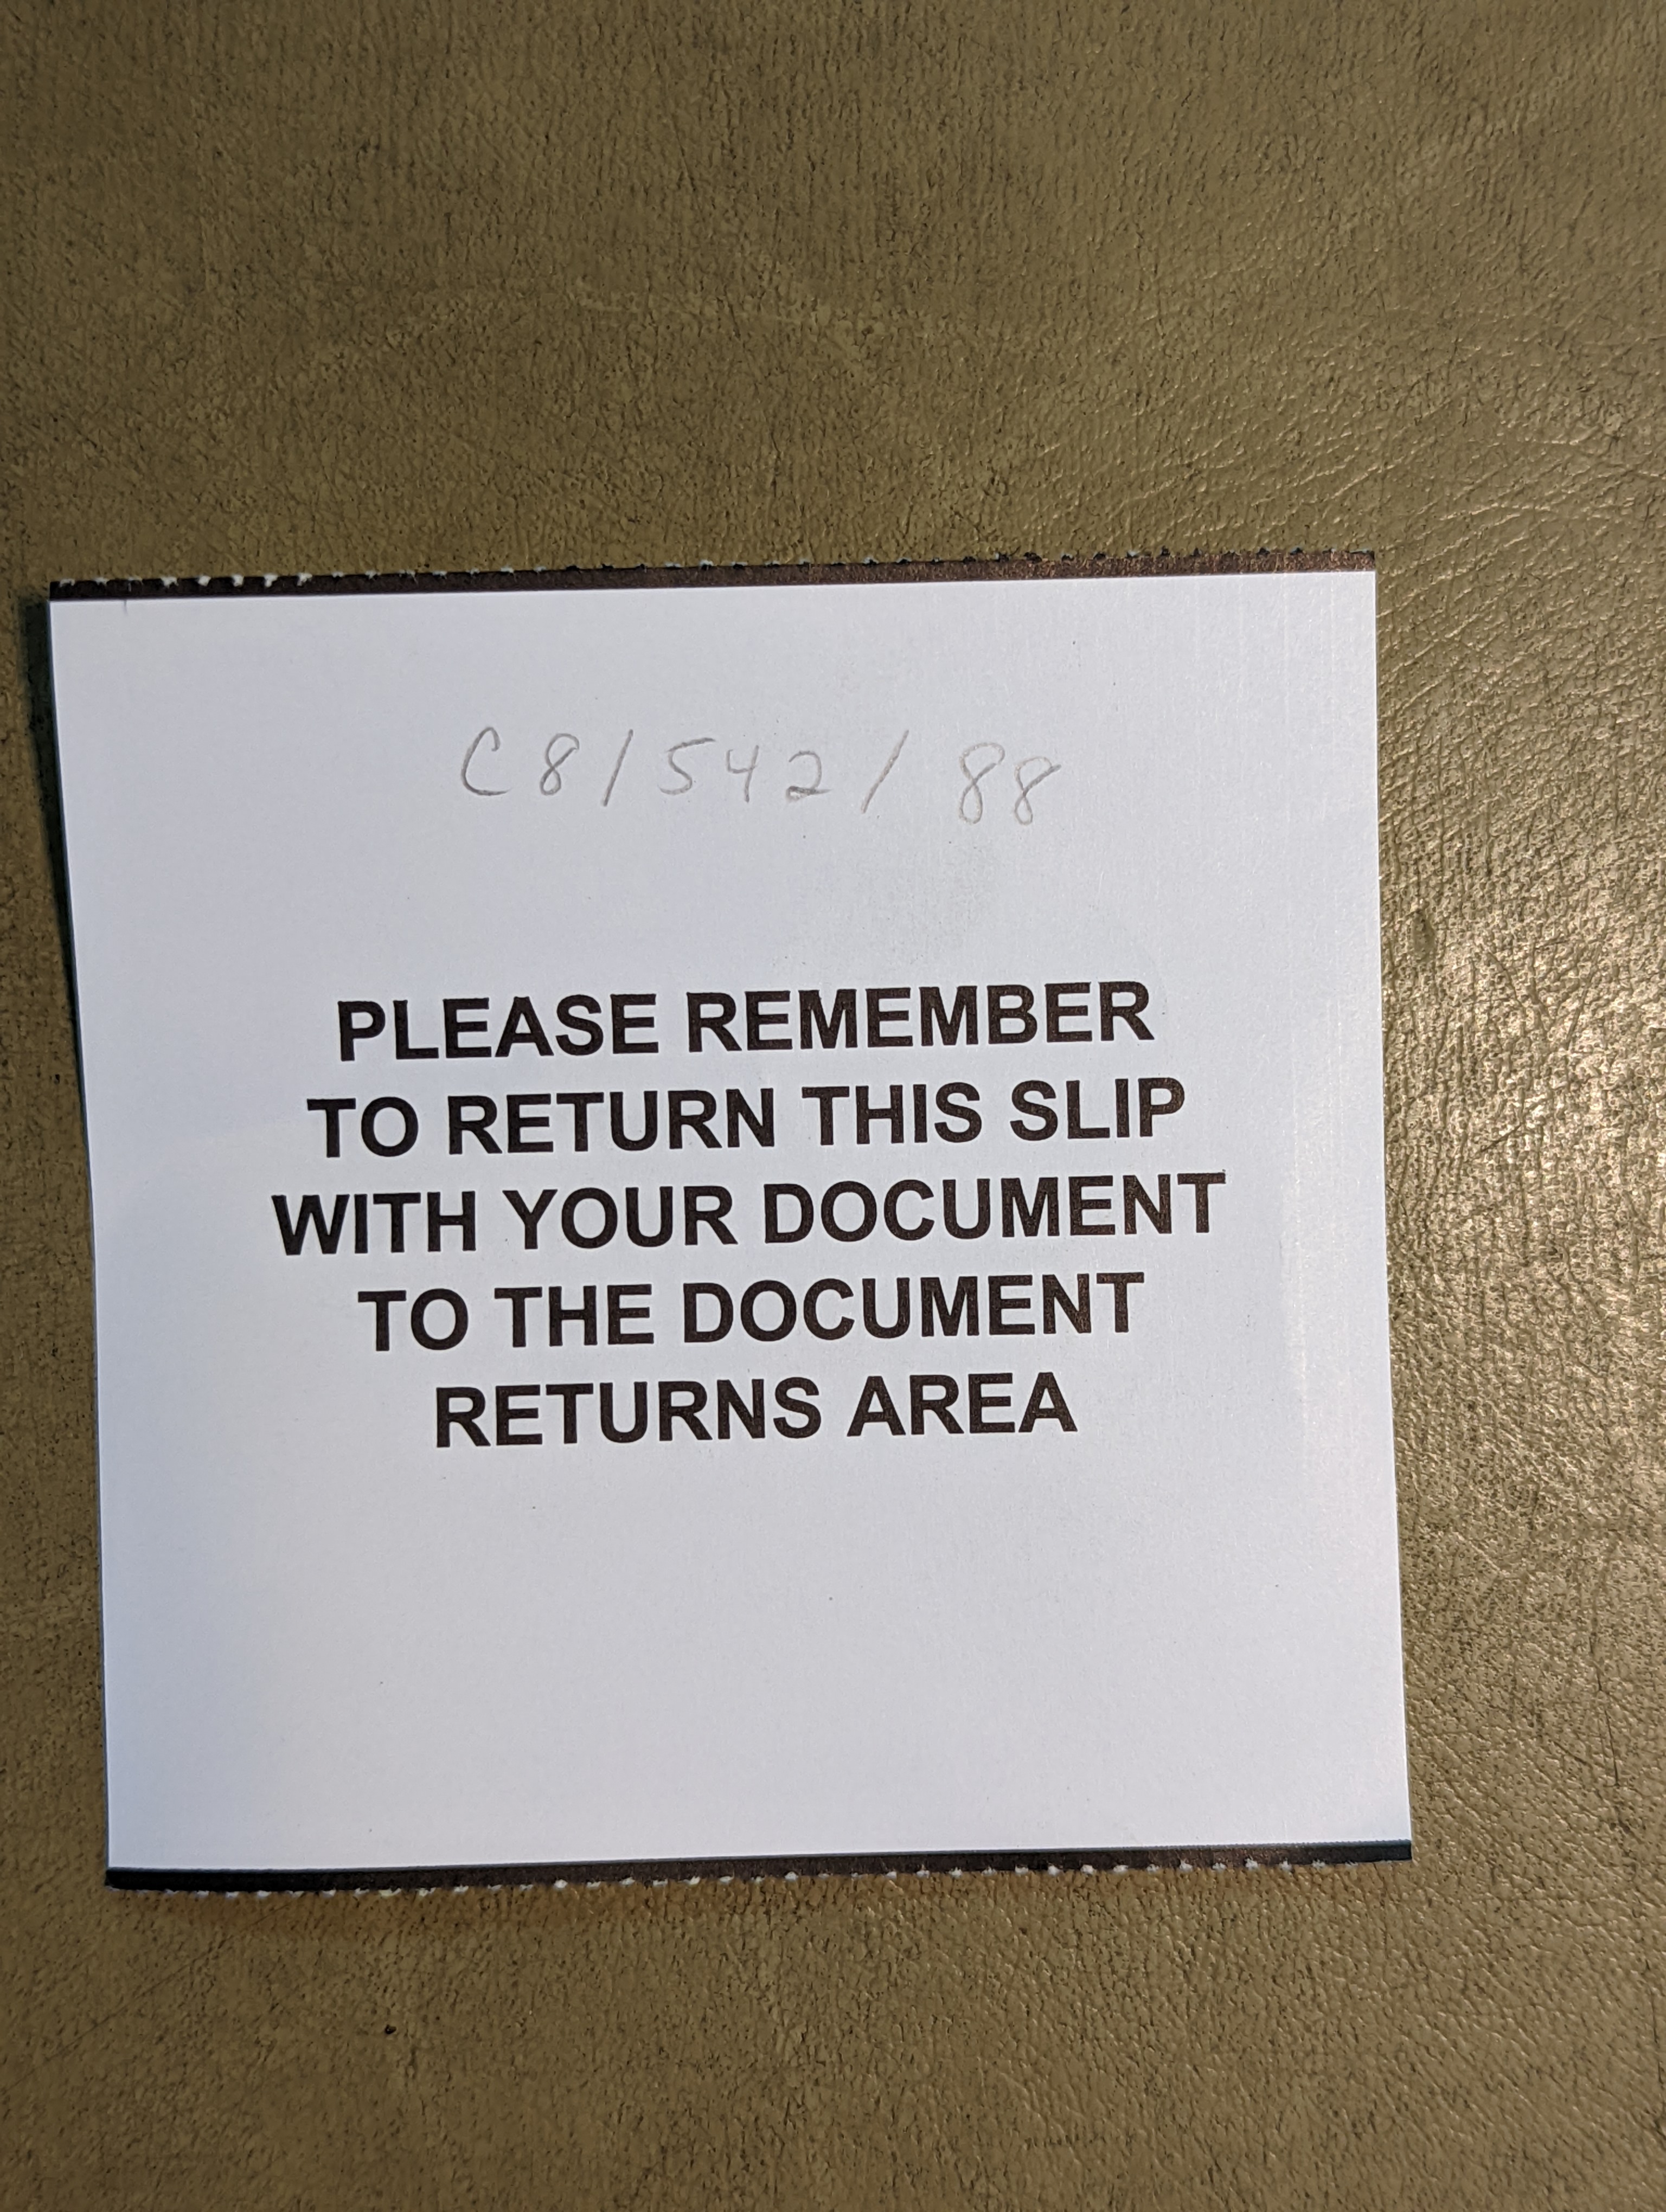 C8/542/88
PLEASE REMEMBER
TO RETURN THIS SLIP
WITH YOUR DOCUMENT
TO THE DOCUMENT
RETURNS AREA